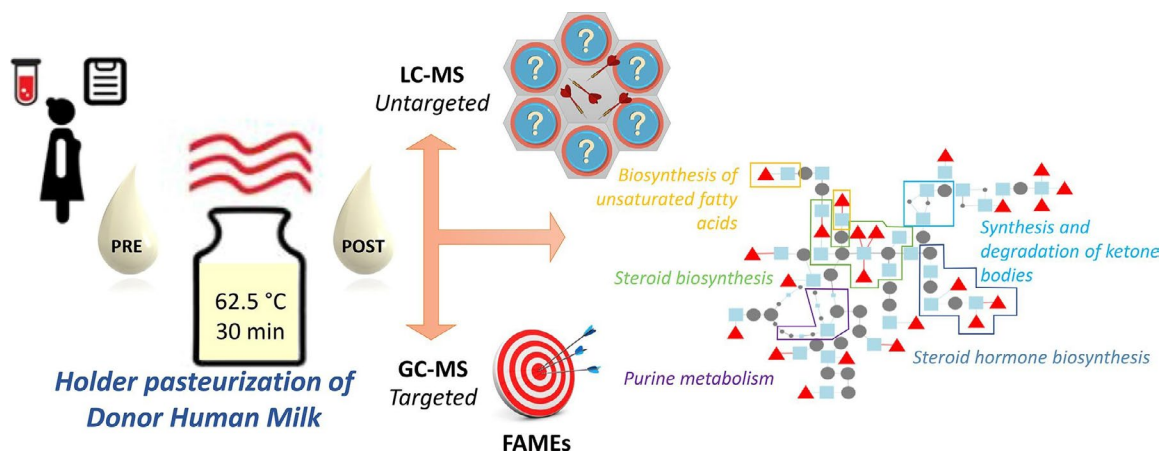 PRE
62.5 °C
30 min
POST
Holder pasteurization of
Donor Human Milk
LC-MS
Untargeted
?
?
?
?
?
?
GC-MS
Targeted
FAMEs
Biosynthesis of
unsaturated fatty
acids
Steroid biosynthesis
Purine metabolism
Synthesis and
degradation of ketone
bodies
Steroid hormone biosynthesis